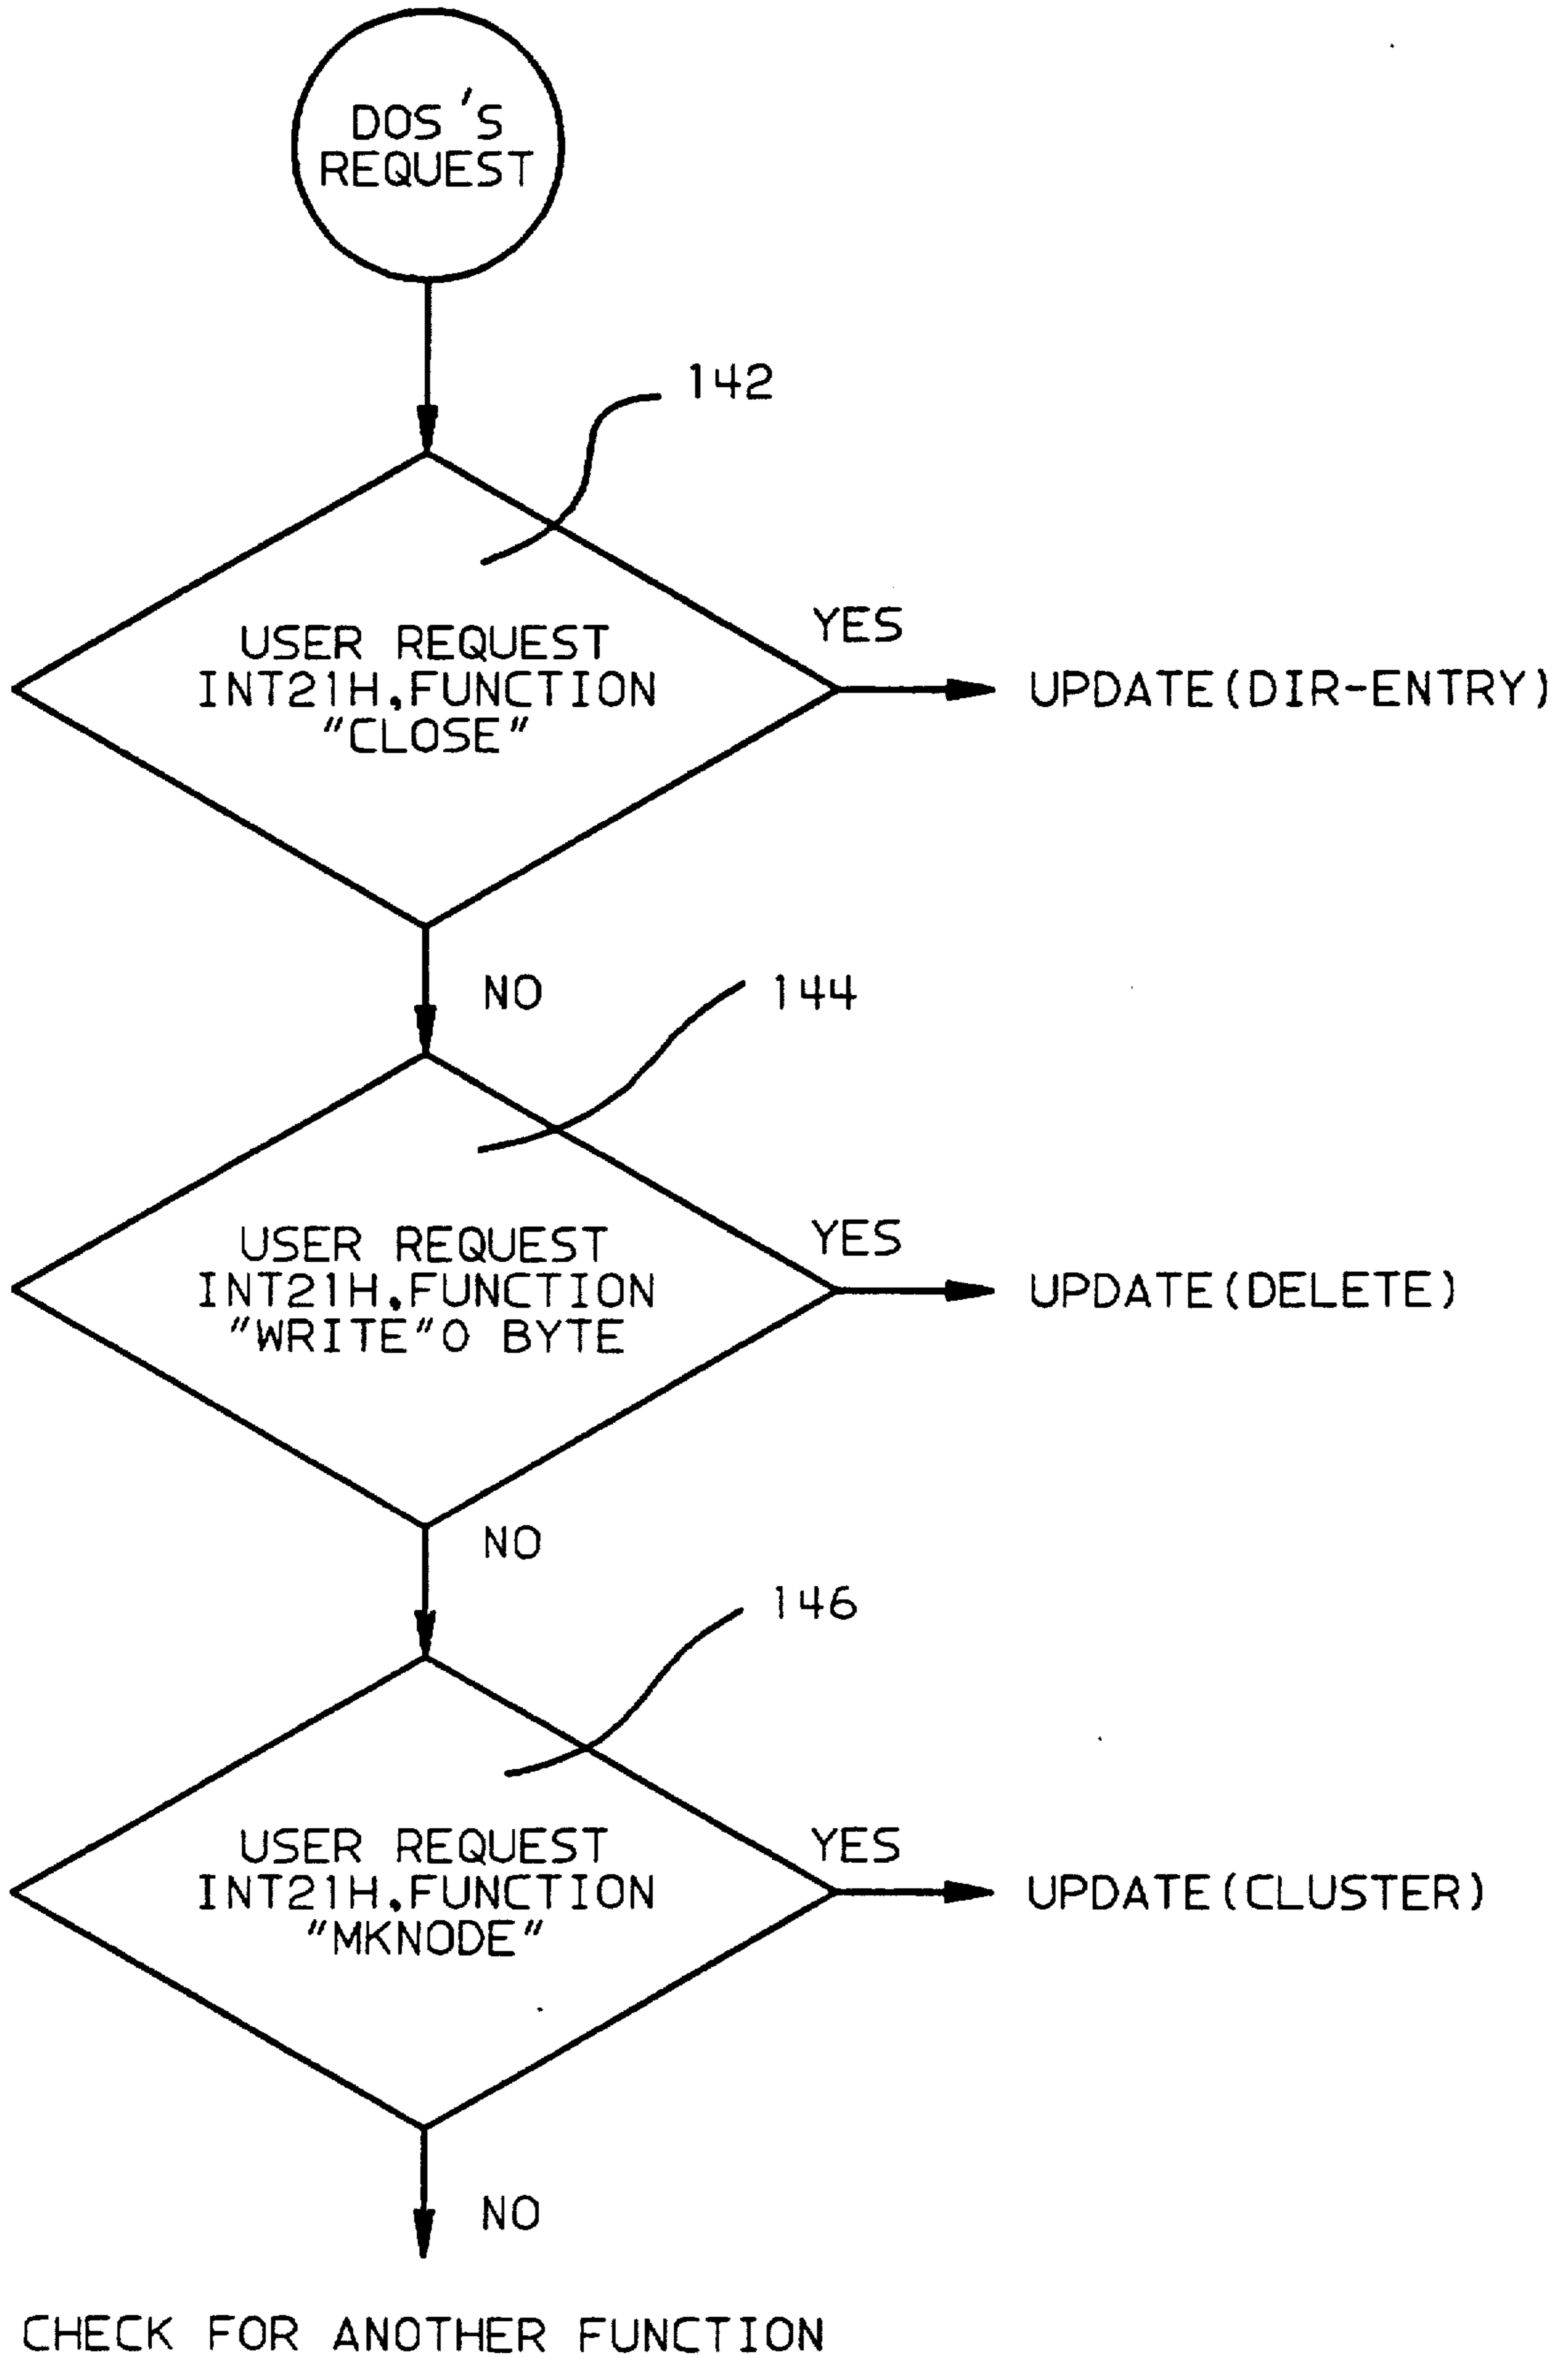 DOS'S
REQUEST
142
USER REQUEST
INT21H,FUNCTION
"CLOSE"
YES
UPDATE(DIR-ENTRY)
NO
144
USER REQUEST
INT21H,FUNCTION
"WRITE"0 BYTE
YES
UPDATE(DELETE)
NO
146
USER REQUEST
INT21H,FUNCTION
"MKNODE"
YES
UPDATE(CLUSTER)
NO
CHECK FOR ANOTHER FUNCTION